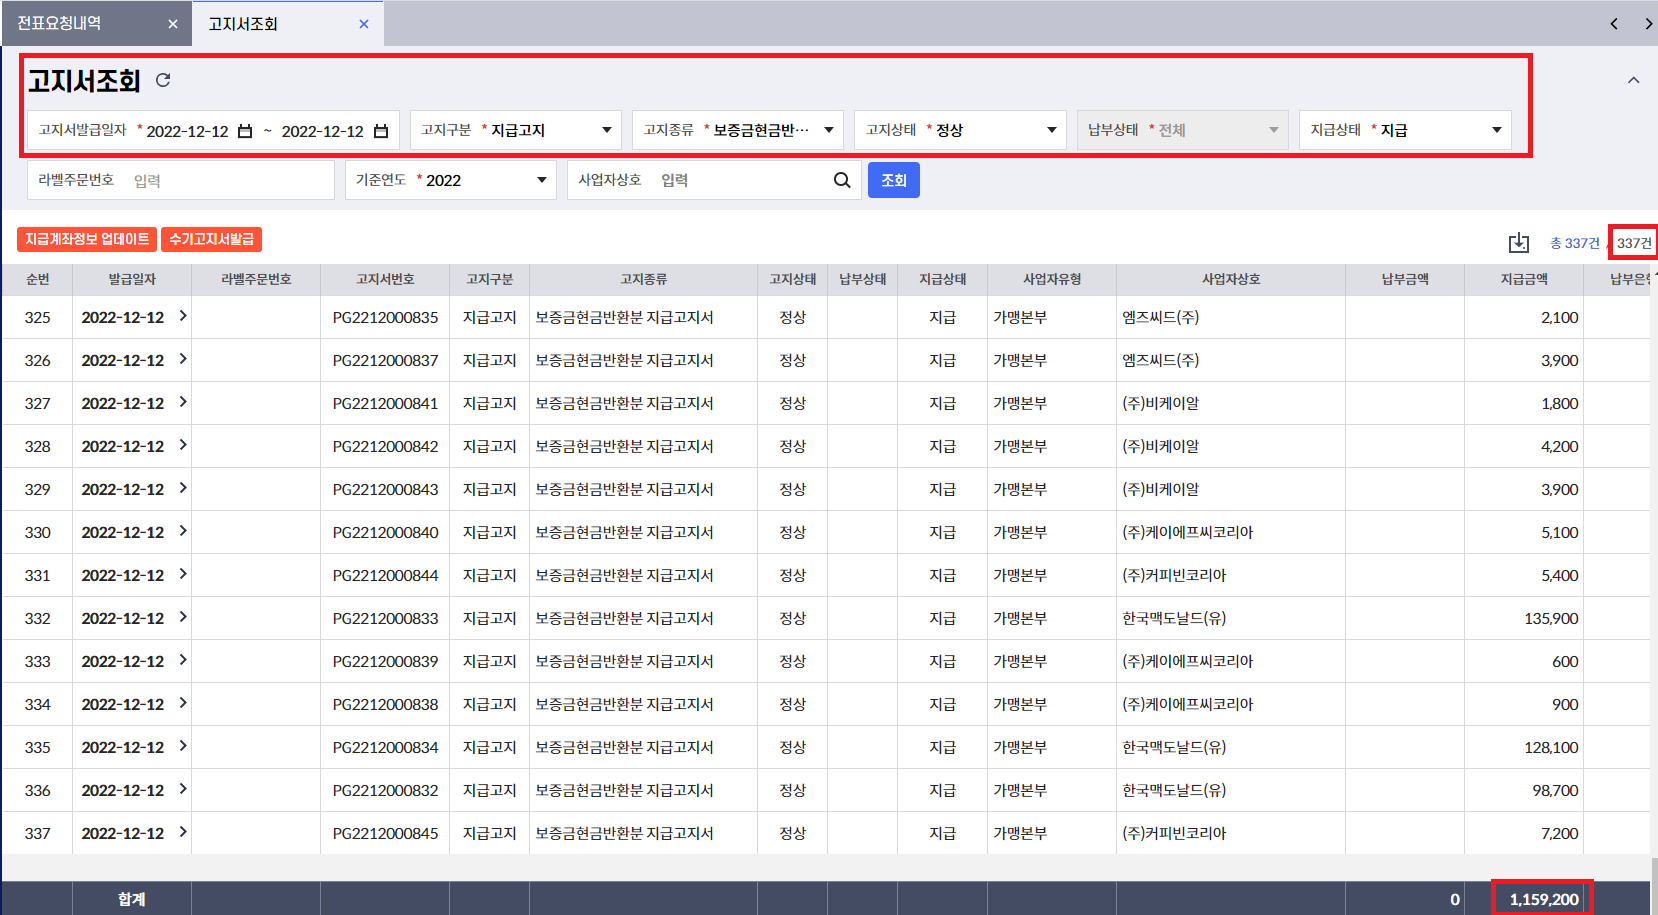 전표요청내역 × 고지서조회 ×
고지서조회
고지서발급일자 * 2022-12-12 ~ 2022-12-12 고지구분 * 지급고지 고지종류 * 보증금현금반··· 고지상태 * 정상 납부상태 * 전체 지급상태 * 지급
라벨주문번호 입력 기준연도 * 2022 사업자상호 입력 조회
지급계좌정보 업데이트 수기고지서발급 총 337건 / 337건
순번 발급일자 라벨주문번호 고지서번호 고지구분 고지종류 고지상태 납부상태 지급상태 사업자유형 사업자상호 납부금액 지급금액
325 2022-12-12 PG2212000835 지급고지 보증금현금반환분 지급고지서 정상 지급 가맹본부 엠즈씨드(주) 2,100
326 2022-12-12 PG2212000837 지급고지 보증금현금반환분 지급고지서 정상 지급 가맹본부 엠즈씨드(주) 3,900
327 2022-12-12 PG2212000841 지급고지 보증금현금반환분 지급고지서 정상 지급 가맹본부 (주)비케이알 1,800
328 2022-12-12 PG2212000842 지급고지 보증금현금반환분 지급고지서 정상 지급 가맹본부 (주)비케이알 4,200
329 2022-12-12 PG2212000843 지급고지 보증금현금반환분 지급고지서 정상 지급 가맹본부 (주)비케이알 3,900
330 2022-12-12 PG2212000840 지급고지 보증금현금반환분 지급고지서 정상 지급 가맹본부 (주)케이에프씨코리아 5,100
331 2022-12-12 PG2212000844 지급고지 보증금현금반환분 지급고지서 정상 지급 가맹본부 (주)커피빈코리아 5,400
332 2022-12-12 PG2212000833 지급고지 보증금현금반환분 지급고지서 정상 지급 가맹본부 한국맥도날드(유) 135,900
333 2022-12-12 PG2212000839 지급고지 보증금현금반환분 지급고지서 정상 지급 가맹본부 (주)케이에프씨코리아 600
334 2022-12-12 PG2212000838 지급고지 보증금현금반환분 지급고지서 정상 지급 가맹본부 (주)케이에프씨코리아 900
335 2022-12-12 PG2212000834 지급고지 보증금현금반환분 지급고지서 정상 지급 가맹본부 한국맥도날드(유) 128,100
336 2022-12-12 PG2212000832 지급고지 보증금현금반환분 지급고지서 정상 지급 가맹본부 한국맥도날드(유) 98,700
337 2022-12-12 PG2212000845 지급고지 보증금현금반환분 지급고지서 정상 지급 가맹본부 (주)커피빈코리아 7,200
합계 0 1,159,200